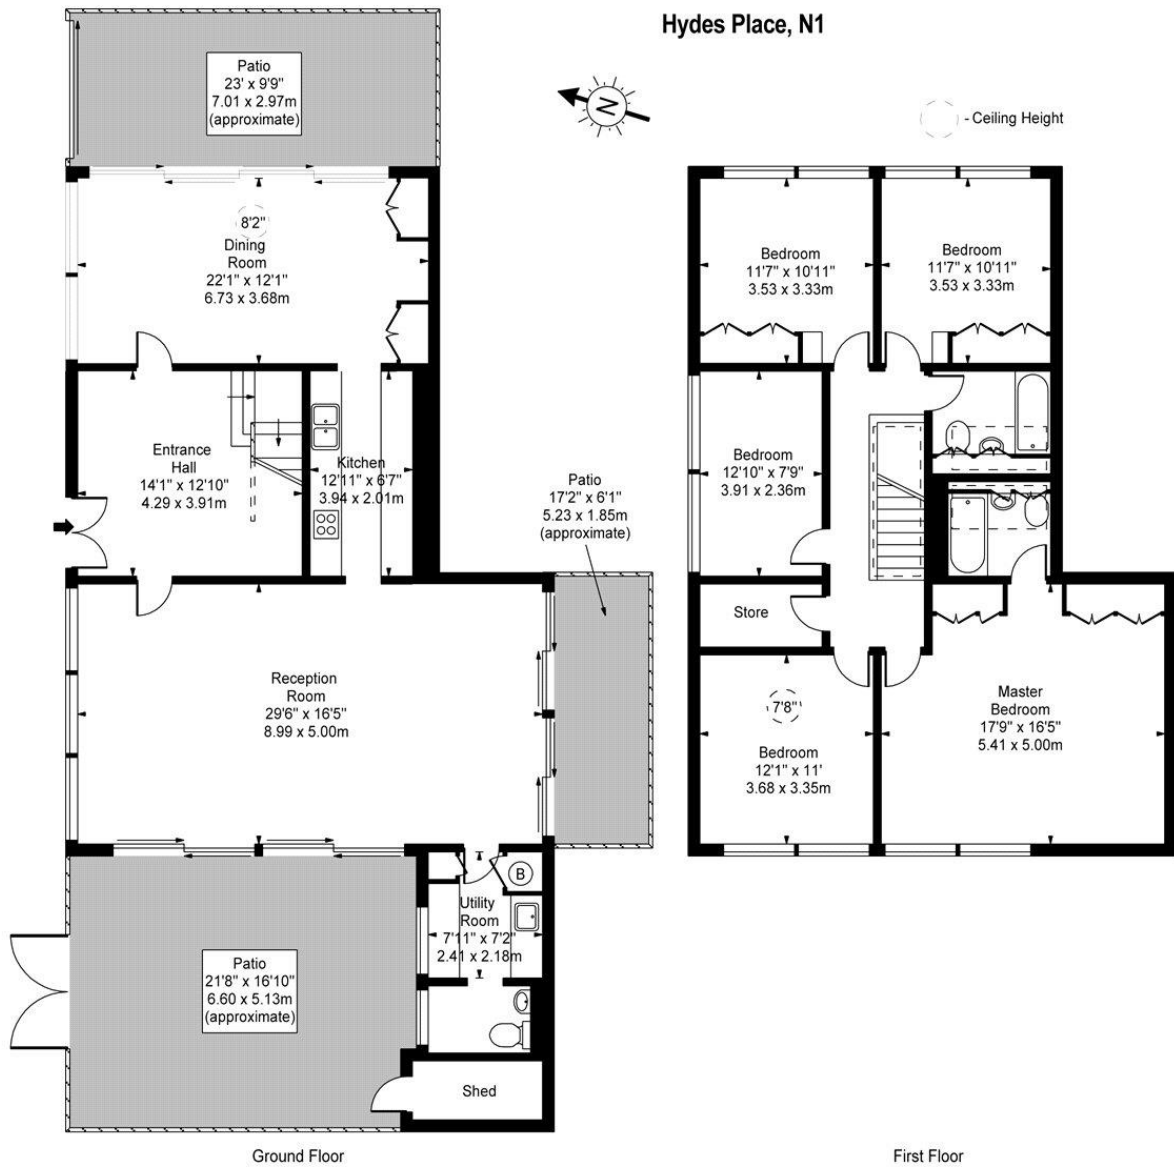 Hydes Place, N1
N
- Ceiling Height
Patio
23' x 9'9"
7.01 x 2.97m
(approximate)
8'2"
Dining
Room
22'1" x 12'1"
6.73 x 3.68m
Entrance
Hall
14'1" x 12'10"
4.29 x 3.91m
Kitchen
12'11" x 6'7"
3.94 x 2.01m
Patio
17'2" x 6'1"
5.23 x 1.85m
(approximate)
Reception
Room
29'6" x 16'5"
8.99 x 5.00m
B
Utility
Room
7'11" x 7'2"
2.41 x 2.18m
Patio
21'8" x 16'10"
6.60 x 5.13m
(approximate)
Shed
Ground Floor
Bedroom
11'7" x 10'11"
3.53 x 3.33m
Bedroom
11'7" x 10'11"
3.53 x 3.33m
Bedroom
12'10" x 7'9"
3.91 x 2.36m
Store
7'8"
Bedroom
12'1" x 11'
3.68 x 3.35m
Master
Bedroom
17'9" x 16'5"
5.41 x 5.00m
First Floor